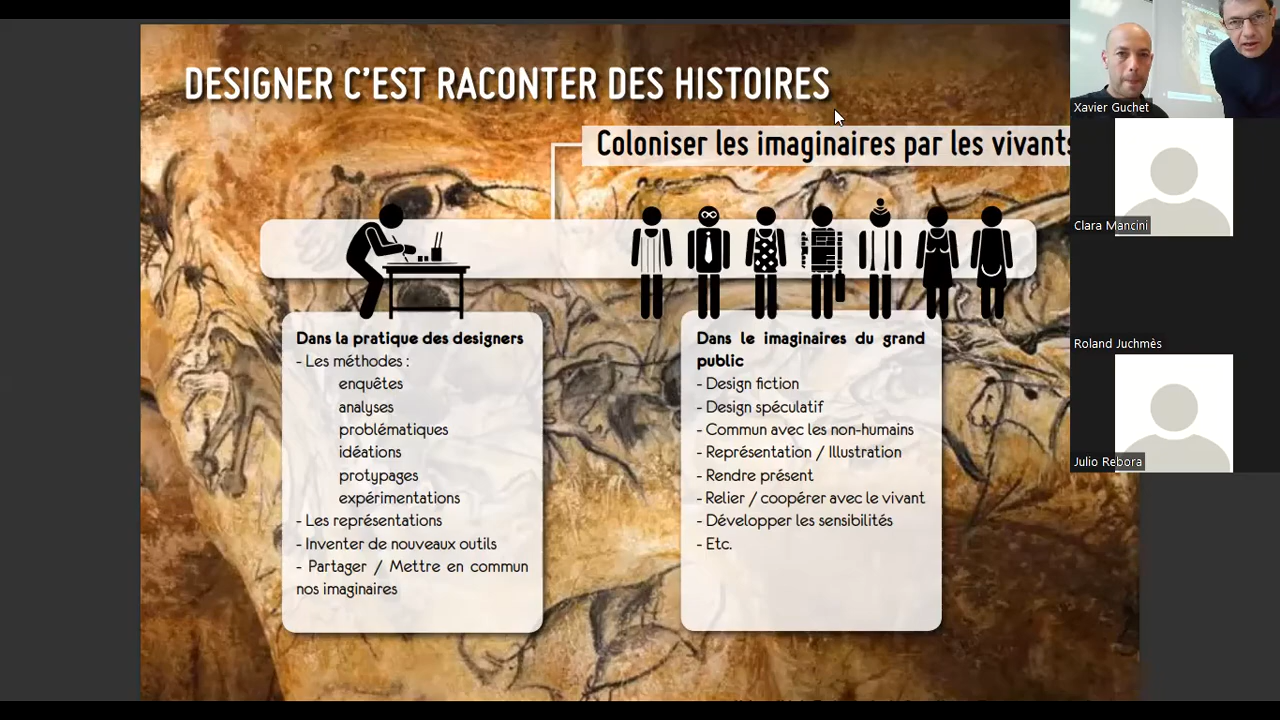 DESIGNER C'EST RACONTER DES HISTOIRES
Coloniser les imaginaires par les vivants
Dans la pratique des designers
- Les méthodes :
enquêtes
analyses
problématiques
idéations
protypages
expérimentations
- Les représentations
- Inventer de nouveaux outils
- Partager / Mettre en commun
nos imaginaires
Dans le imaginaires du grand
public
- Design fiction
- Design spéculatif
- Commun avec les non-humains
- Représentation / Illustration
- Rendre présent
- Relier / coopérer avec le vivant
- Développer les sensibilités
- Etc.
Xavier Guchet
Clara Mancini
Roland Juchmès
Julio Rebora